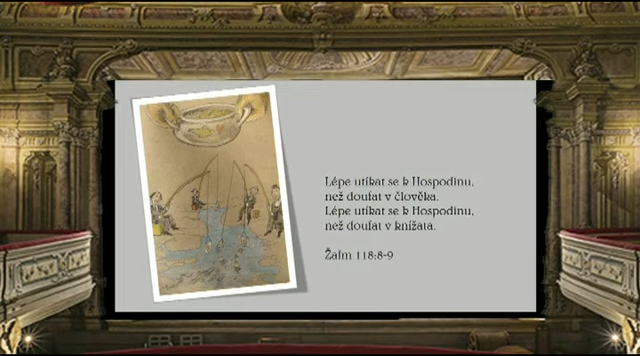 Lépe utíkat se k Hospodinu,
než doufat v člověka.
Lépe utíkat se k Hospodinu,
než doufat v knížata.
Žalm 118:8-9